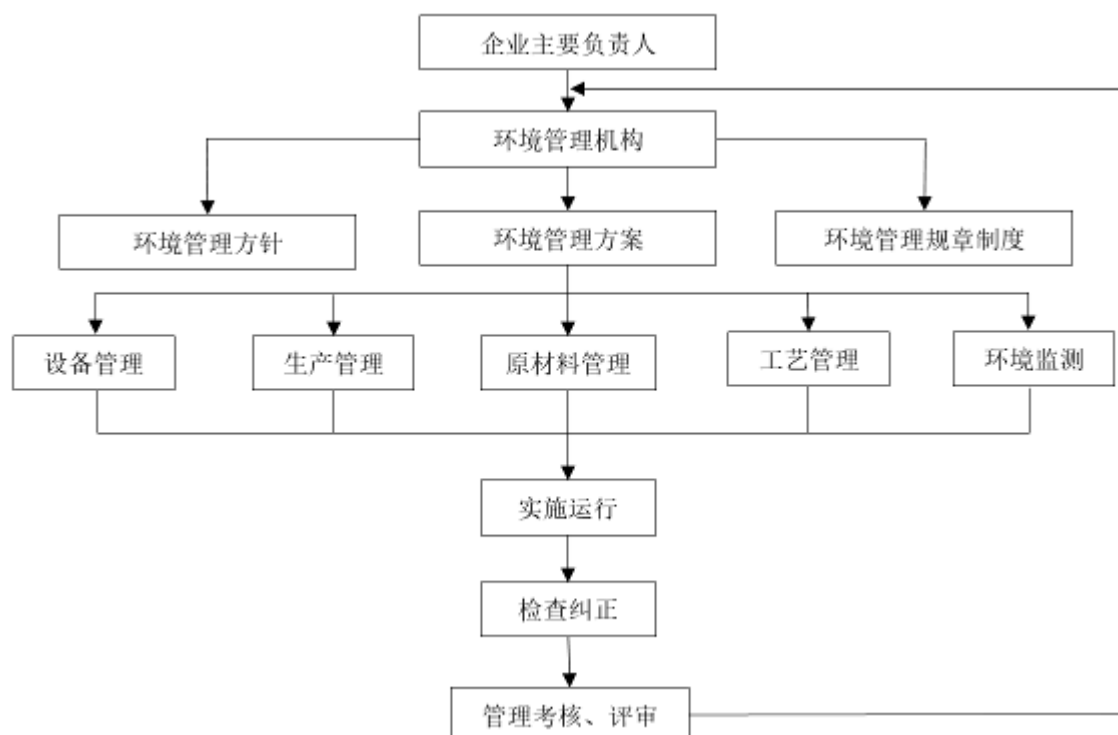 企业主要负责人
环境管理机构
环境管理方针
环境管理方案
环境管理规章制度
设备管理
生产管理
原材料管理
工艺管理
环境监测
实施运行
检查纠正
管理考核、评审